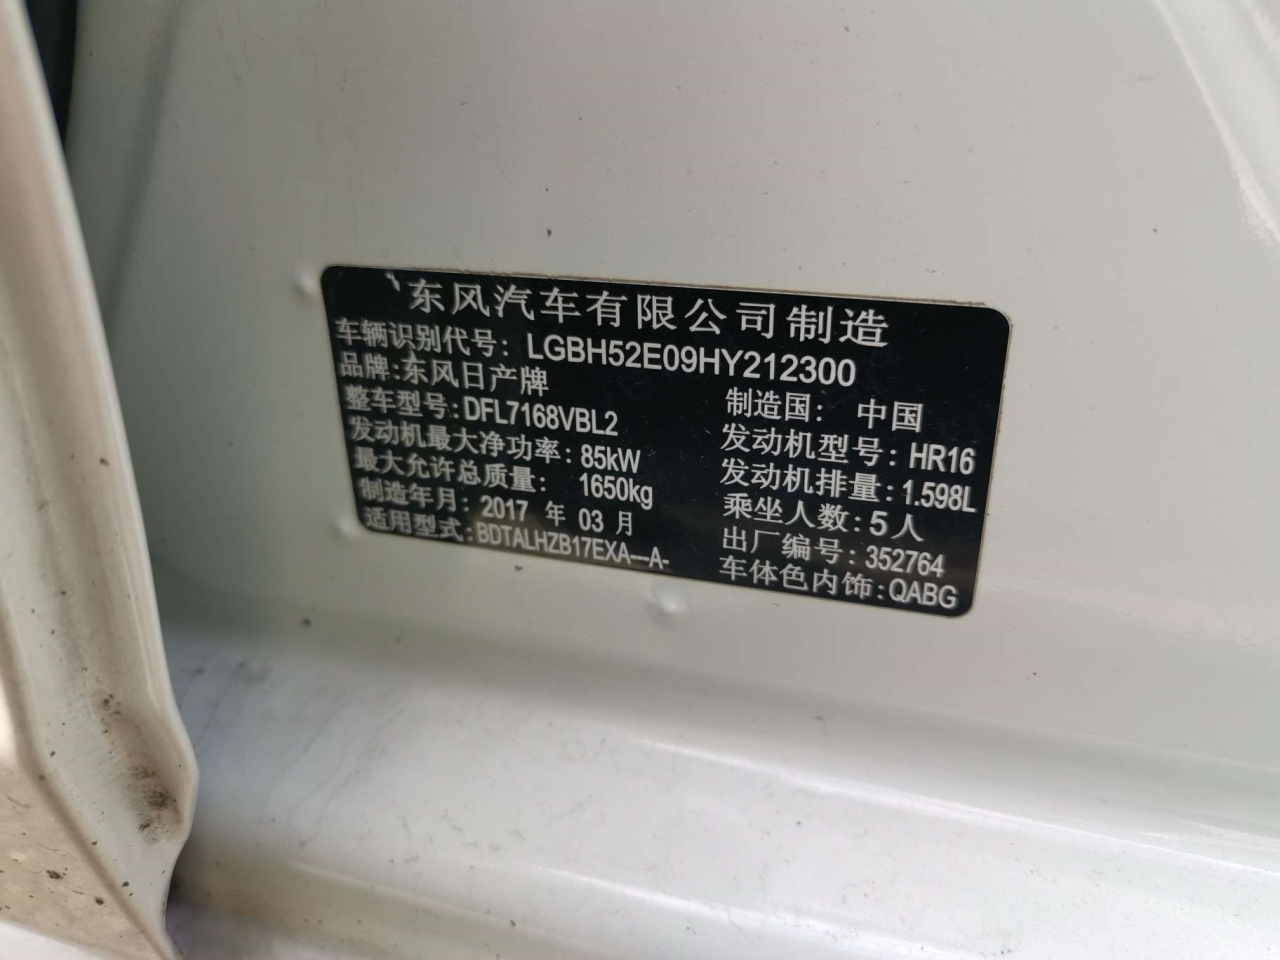 东风汽车有限公司制造
车辆识别代号: LGBH52E09HY212300
品牌:东风日产牌
制造国: 中国
整车型号:DFL7168VBL2
发动机型号: HR16
发动机最大净功率: 85kW
发动机排量:1.598L
最大允许总质量: 1650kg
乘坐人数:5人
制造年月: 2017 年 03 月
出厂编号: 352764
适用型式:BDTALHZB17EXA---A-
车体色内饰:QABG